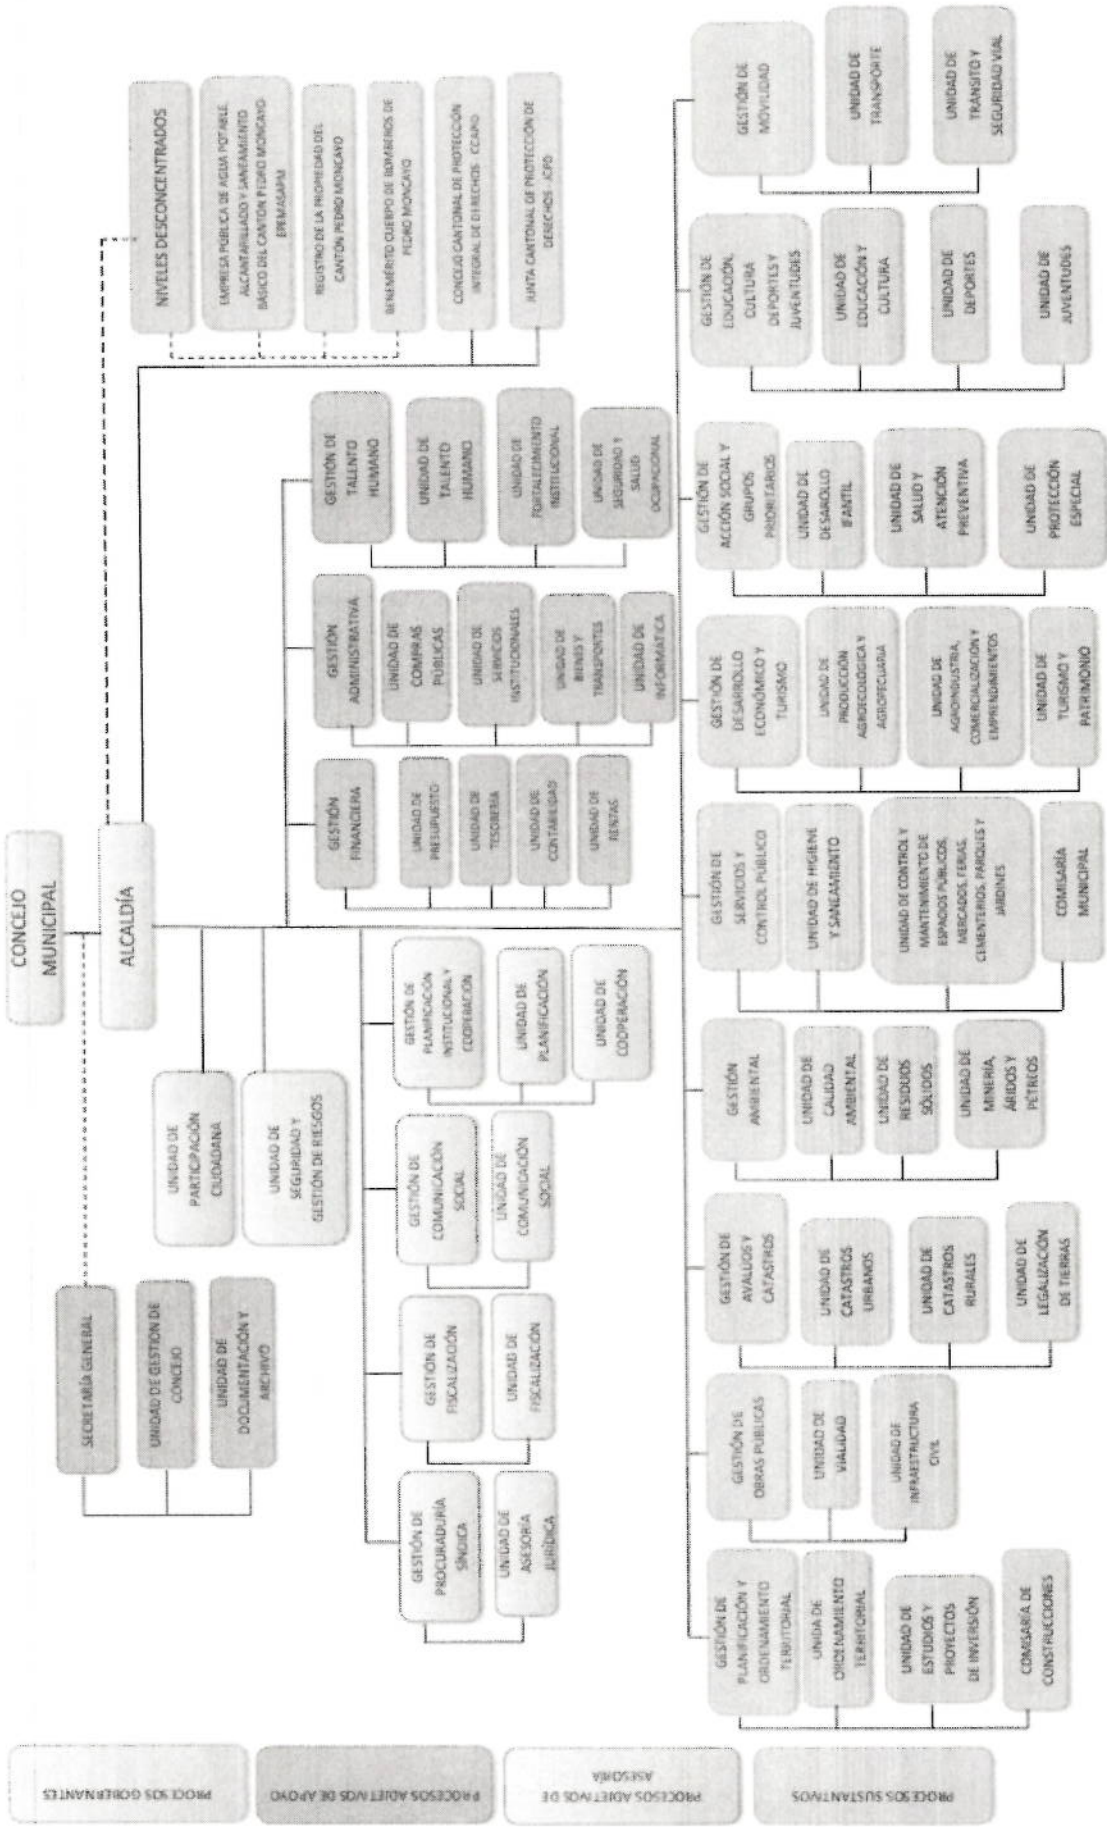 CONCEJO
MUNICIPAL
ALCALDÍA
SECRETARÍA GENERAL
UNIDAD DE GESTION DE
CONCEJO
UNIDAD DE
DOCUMENTACIÓN Y
ARCHIVO
UNIDAD DE
PARTICIPACIÓN
CIUDADANA
UNIDAD DE
SEGURIDAD Y
GESTIÓN DE RIESGOS
NIVELES DESCONCENTRADOS
EMPRESA PÚBLICA DE AGUA POTABLE
ALCANTARILLADO Y SANEAMIENTO
BÁSICO DEL CANTÓN PEDRO MONCAYO-
EPEMASAPM
REGISTRO DE LA PROPIEDAD DEL
CANTÓN PEDRO MONCAYO
BENEMÉRITO CUERPO DE BOMBEROS DE
PEDRO MONCAYO
CONCEJO CANTONAL DE PROTECCIÓN
INTEGRAL DE DERECHOS - CCAPID
JUNTA CANTONAL DE PROTECCIÓN DE
DERECHOS - JCPD
GESTIÓN DE
PROCURADURÍA
SÍNDICA
UNIDAD DE
ASESORÍA
JURÍDICA
GESTIÓN DE
FISCALIZACIÓN
UNIDAD DE
FISCALIZACIÓN
GESTIÓN DE
COMUNICACIÓN
SOCIAL
UNIDAD DE
COMUNICACIÓN
SOCIAL
GESTIÓN DE
PLANIFICACIÓN
INSTITUCIONAL Y
COOPERACION
UNIDAD DE
PLANIFICACIÓN
UNIDAD DE
COOPERACIÓN
GESTIÓN
FINANCIERA
UNIDAD DE
PRESUPUESTO
UNIDAD DE
TESORERÍA
UNIDAD DE
CONTABILIDAD
UNIDAD DE
RENTAS
GESTIÓN
ADMINISTRATIVA
UNIDAD DE
COMPRAS
PUBLICAS
UNIDAD DE
SERVICIOS
INSTITUCIONALES
UNIDAD DE
BIENES Y
TRANSPORTES
UNIDAD DE
INFORMÁTICA
GESTIÓN DE
TALENTO
HUMANO
UNIDAD DE
TALENTO
HUMANO
UNIDAD DE
FORTALECIMIENTO
INSTITUCIONAL
UNIDAD DE
SEGURIDAD Y
SALUD
OCUPACIONAL
GESTIÓN DE
PLANIFICACIÓN Y
ORDENAMIENTO
TERRITORIAL
UNIDA DE
ORDENAMIENTO
TERRITORIAL
UNIDAD DE
ESTUDIOS Y
PROYECTOS
DE INVERSIÓN
COMISARÍA DE
CONSTRUCCIONES
GESTIÓN DE
OBRAS PÚBLICAS
UNIDAD DE
VIALIDAD
UNIDAD DE
INFRAESTRUCTURA
CIVIL
GESTIÓN DE
AVALÚOS Y
CATASTROS
UNIDAD DE
CATASTROS
URBANOS
UNIDAD DE
CATASTROS
RURALES
UNIDAD DE
LEGALIZACIÓN
DE TIERRAS
GESTIÓN
AMBIENTAL
UNIDAD DE
CALIDAD
AMBIENTAL
UNIDAD DE
RESIDUOS
SÓLIDOS
UNIDAD DE
MINERÍA,
ÁRIDOS Y
PÉTREOS
GESTIÓN DE
SERVICIOS Y
CONTROL PÚBLICO
UNIDAD DE HIGIENE
Y SANEAMIENTO
UNIDAD DE CONTROL Y
MANTENIMIENTO DE
ESPACIOS PÚBLICOS,
MERCADOS, FERIAS,
CEMENTERIOS, PARQUES Y
JARDINES
COMISARÍA
MUNICIPAL
GESTIÓN DE
DESARROLLO
ECONÓMICO Y
TURISMO
UNIDAD DE
PRODUCCIÓN
AGROECOLÓGICA Y
AGROPECUARIA
UNIDAD DE
AGROINDUSTRIA,
COMERCIALIZACIÓN Y
EMPRENDIMIENTOS
UNIDAD DE
TURISMO Y
PATRIMONIO
GESTIÓN DE
ACCIÓN SOCIAL Y
GRUPOS
PRIORITARIOS
UNIDAD DE
DESAROLLO
IFANTIL
UNIDAD DE
SALUD Y
ATENCIÓN
PREVENTIVA
UNIDAD DE
PROTECCIÓN
ESPECIAL
GESTIÓN DE
EDUCACIÓN,
CULTURA
DEPORTES Y
JUVENTUDES
UNIDAD DE
EDUCACIÓN Y
CULTURA
UNIDAD DE
DEPORTES
UNIDAD DE
JUVENTUDES
GESTIÓN DE
MOVILIDAD
UNIDAD DE
TRANSPORTE
UNIDAD DE
TRÁNSITO Y
SEGURIDAD VIAL
PROCESOS GOBERNANTES
PROCESOS ADJETIVOS DE APOYO
PROCESOS ADJETIVOS DE
ASESORÍA
PROCESOS SUSTANTIVOS